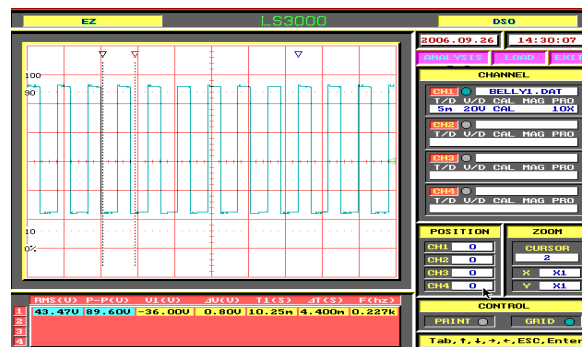 EZ LS3000 DSO
2006.09.26 14:30:07
ANALYSIS LOAD EXI
CHANNEL
CH1 BELLY1.DAT
T/D V/D CAL MAG PRO
5m 20V CAL 10X
CH2
T/D V/D CAL MAG PRO
CH3
T/D V/D CAL MAG PRO
CH4
T/D V/D CAL MAG PRO
100
90
10
0%
POSITION
CH1 0
CH2 0
CH3 0
CH4 0
ZOOM
CURSOR
2
X X1
Y X1
CONTROL
PRINT GRID
Tab,↑,↓,→,←,ESC,Enter
RMS(V) P-P(V) V1(V) ΔV(V) T1(S) ΔT(S) F(hz)
1 43.47V 89.60V -36.00V 0.80V 10.25m 4.400m 0.227k
2
3
4